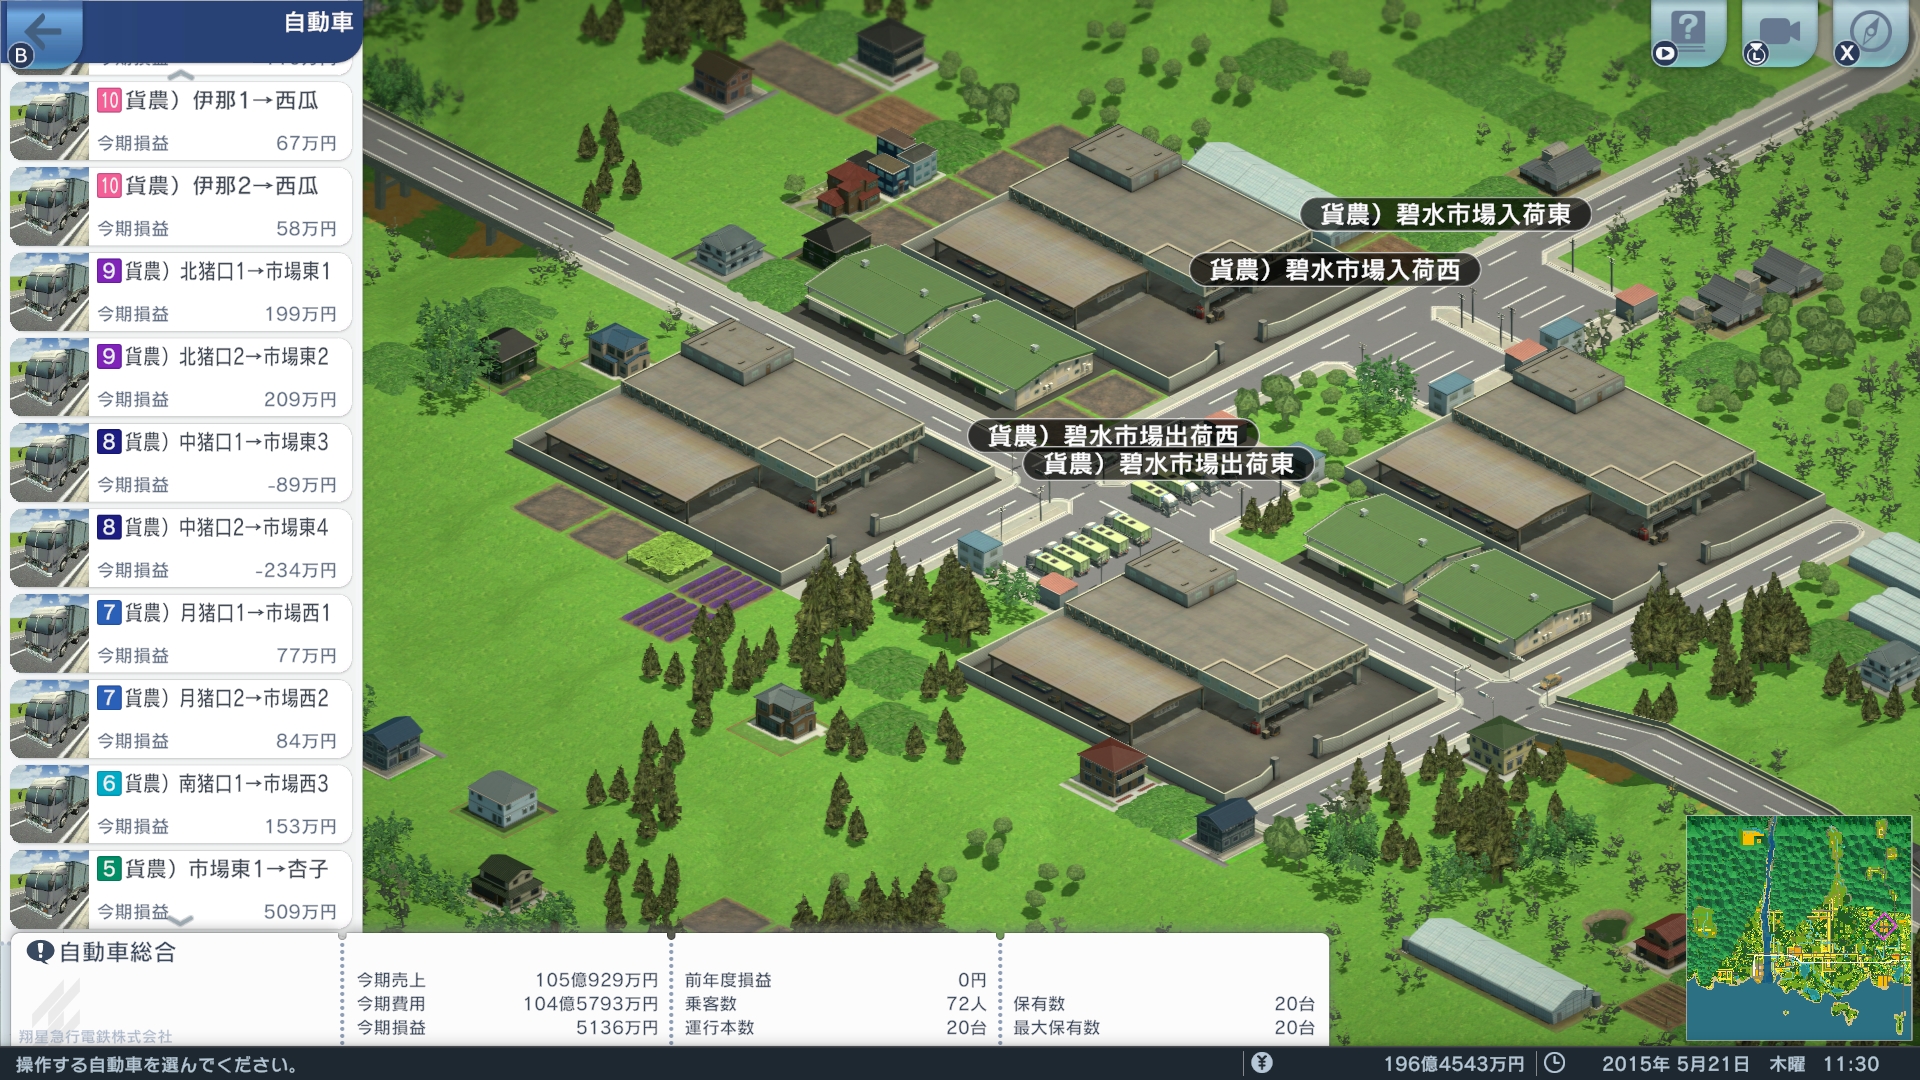 自動車
B
10 貨農）伊那1→西瓜
今期損益 67万円
10 貨農）伊那2→西瓜
今期損益 58万円
9 貨農）北猪口1→市場東1
今期損益 199万円
9 貨農）北猪口2→市場東2
今期損益 209万円
8 貨農）中猪口1→市場東3
今期損益 -89万円
8 貨農）中猪口2→市場東4
今期損益 -234万円
7 貨農）月猪口1→市場西1
今期損益 77万円
7 貨農）月猪口2→市場西2
今期損益 84万円
6 貨農）南猪口1→市場西3
今期損益 153万円
5 貨農）市場東1→杏子
今期損益 509万円
貨農）碧水市場入荷東
貨農）碧水市場入荷西
貨農）碧水市場出荷西
貨農）碧水市場出荷東
?
L
X
自動車総合
翔星急行電鉄株式会社
今期売上 105億929万円
今期費用 104億5793万円
今期損益 5136万円
前年度損益 0円
乗客数 72人
運行本数 20台
保有数 20台
最大保有数 20台
操作する自動車を選んでください。
¥ 196億4543万円
2015年 5月21日 木曜 11:30